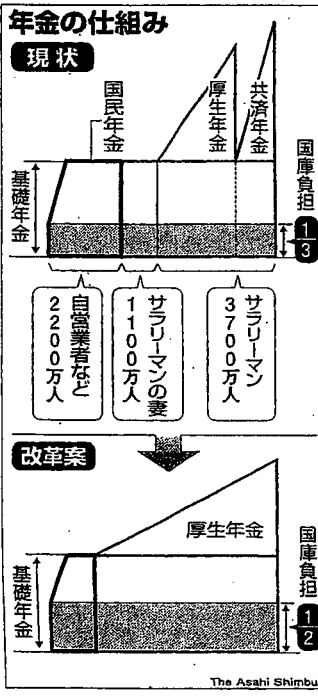 年金の仕組み
現状
国民年金
厚生年金
共済年金
基礎年金
国庫負担
1/3
自営業者など
2200万人
サラリーマンの妻
1100万人
サラリーマン
3700万人
改革案
厚生年金
基礎年金
国庫負担
1/2
The Asahi Shimbu